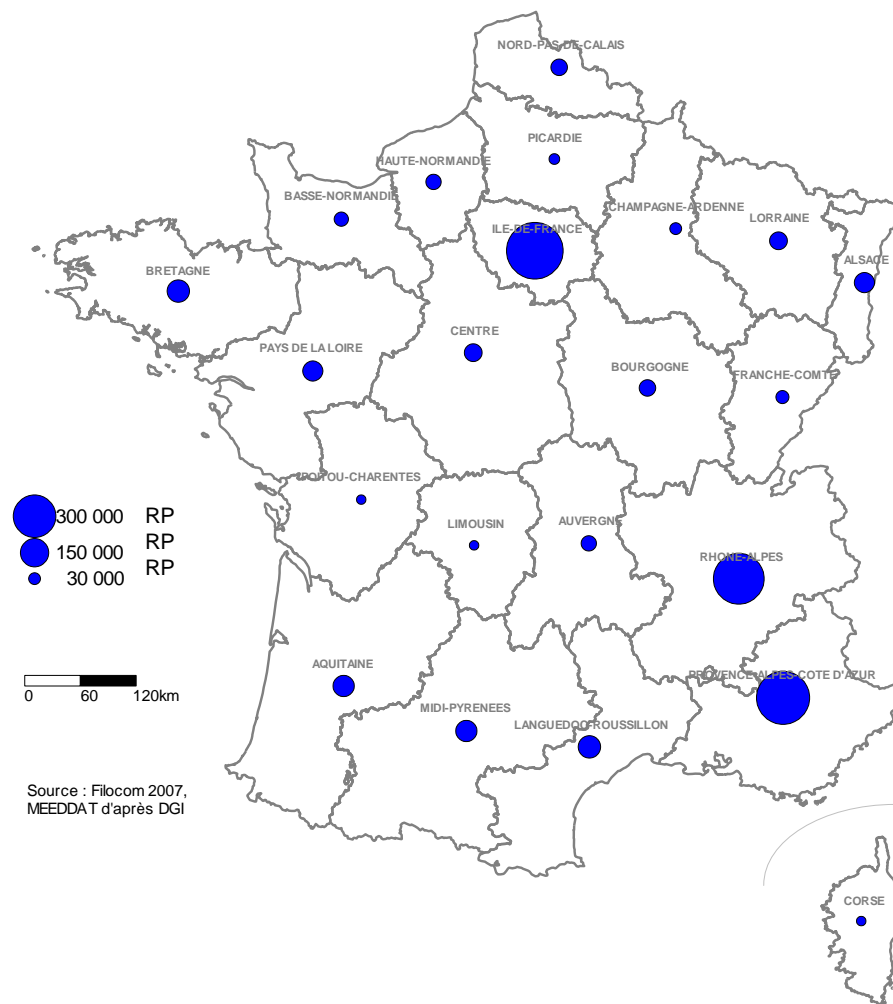 NORD-PAS-DE-CALAIS
PICARDIE
HAUTE-NORMANDIE
BASSE-NORMANDIE
CHAMPAGNE-ARDENNE
ILE-DE-FRANCE
LORRAINE
ALSACE
BRETAGNE
PAYS DE LA LOIRE
CENTRE
BOURGOGNE
FRANCHE-COMTE
POITOU-CHARENTES
LIMOUSIN
AUVERGNE
RHONE-ALPES
300 000 RP
150 000 RP
30 000 RP
AQUITAINE
PROVENCE-ALPES-COTE D'AZUR
MIDI-PYRENEES
LANGUEDOC-ROUSSILLON
0 60 120km
Source : Filocom 2007,
MEEDDAT d'après DGI
CORSE